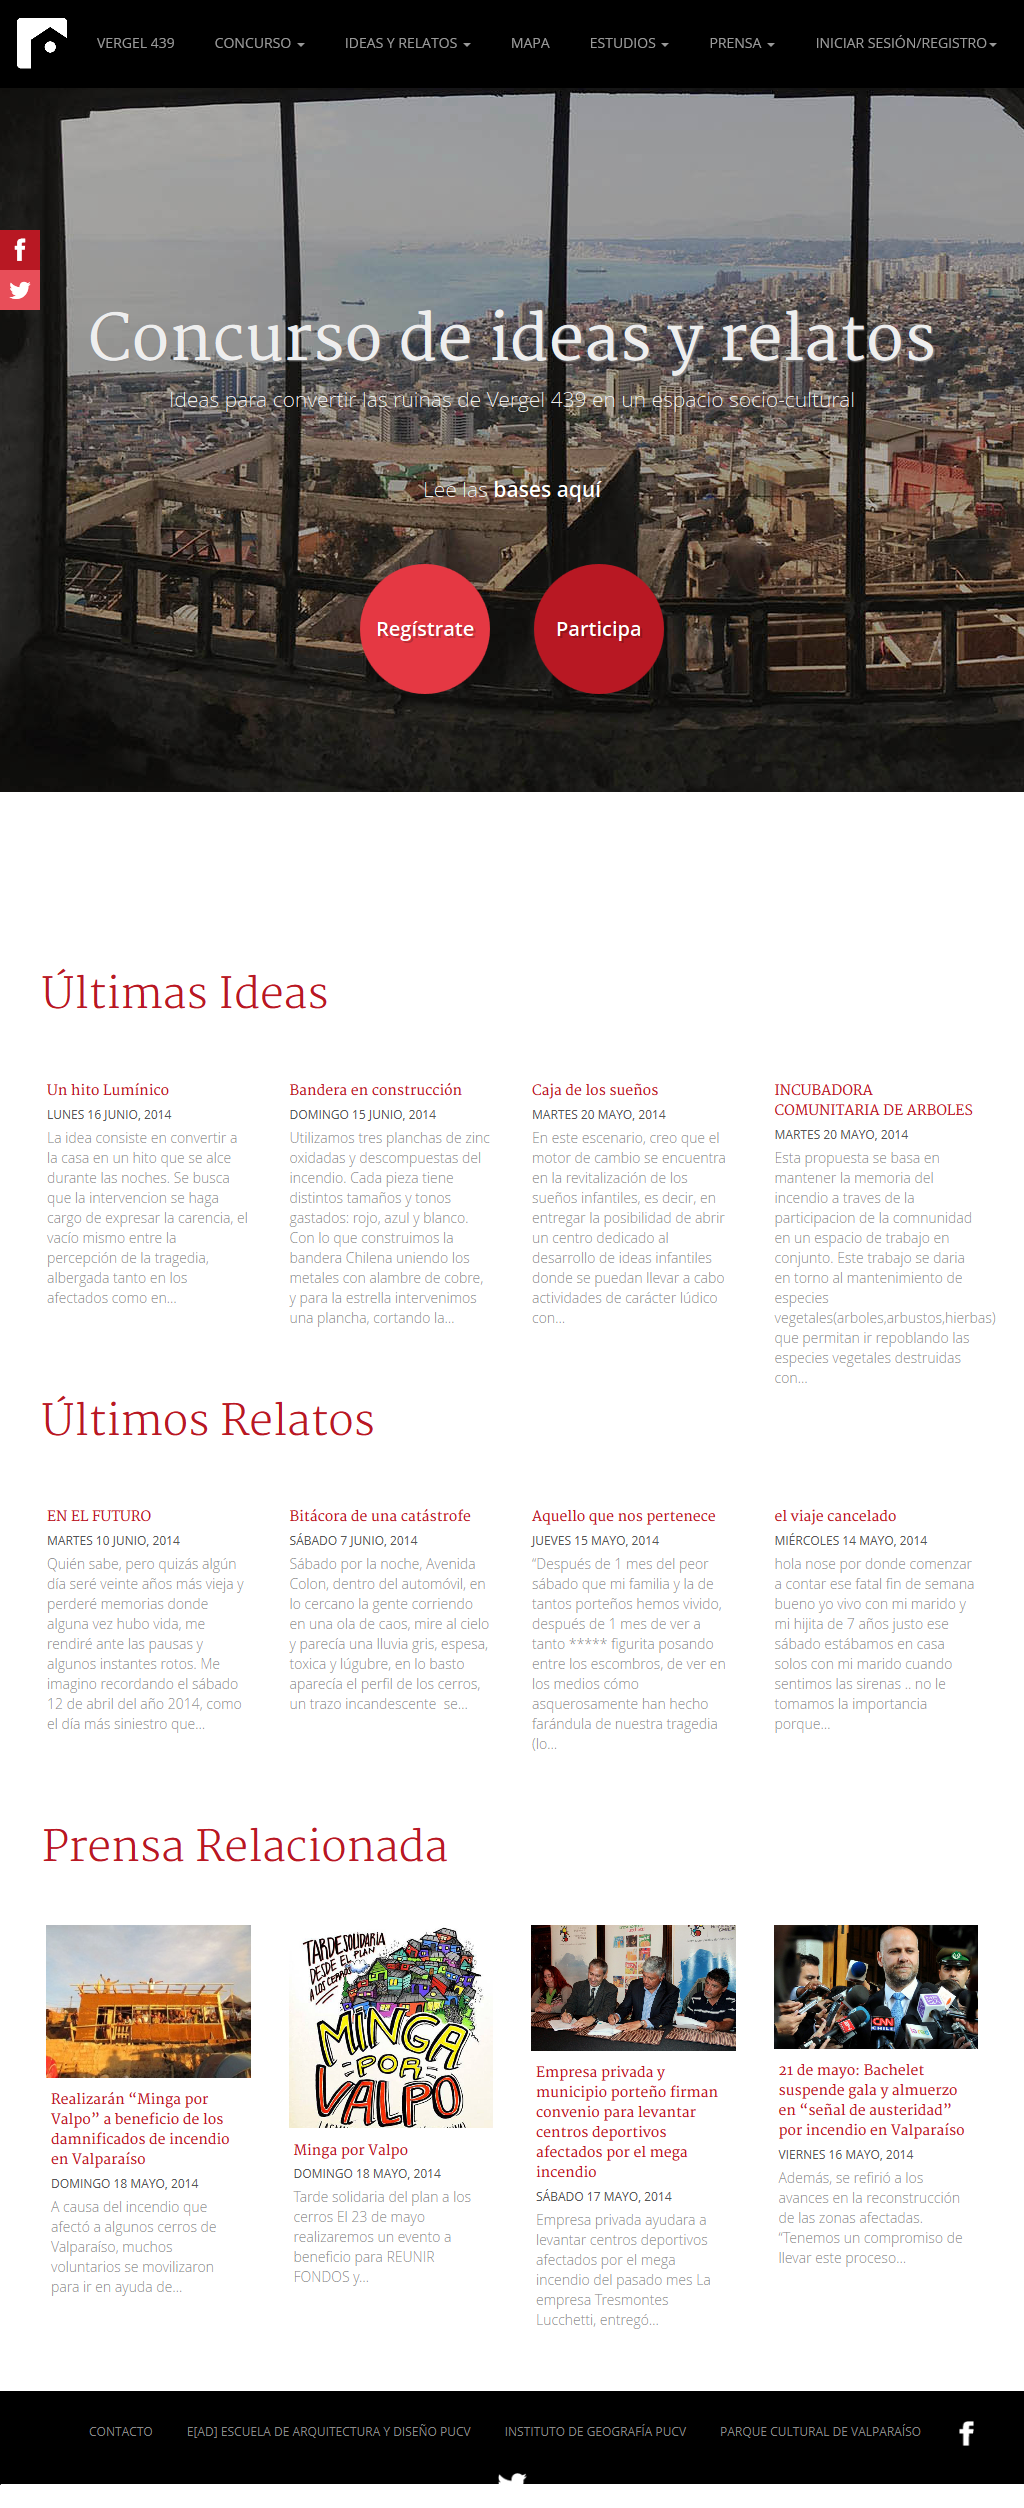 VERGEL 439 CONCURSO IDEAS Y RELATOS MAPA ESTUDIOS PRENSA INICIAR SESIÓN/REGISTRO
Concurso de ideas y relatos
Ideas para convertir las ruinas de Vergel 439 en un espacio socio-cultural
Lee las bases aquí
Regístrate
Participa
Últimas Ideas
Un hito Lumínico
LUNES 16 JUNIO, 2014
La idea consiste en convertir a
la casa en un hito que se alce
durante las noches. Se busca
que la intervencion se haga
cargo de expresar la carencia, el
vacío mismo entre la
percepción de la tragedia,
albergada tanto en los
afectados como en...
Bandera en construcción
DOMINGO 15 JUNIO, 2014
Utilizamos tres planchas de zinc
oxidadas y descompuestas del
incendio. Cada pieza tiene
distintos tamaños y tonos
gastados: rojo, azul y blanco.
Con lo que construimos la
bandera Chilena uniendo los
metales con alambre de cobre,
y para la estrella intervenimos
una plancha, cortando la...
Caja de los sueños
MARTES 20 MAYO, 2014
En este escenario, creo que el
motor de cambio se encuentra
en la revitalización de los
sueños infantiles, es decir, en
entregar la posibilidad de abrir
un centro dedicado al
desarrollo de ideas infantiles
donde se puedan llevar a cabo
actividades de carácter lúdico
con...
INCUBADORA
COMUNITARIA DE ARBOLES
MARTES 20 MAYO, 2014
Esta propuesta se basa en
mantener la memoria del
incendio a traves de la
participacion de la comnunidad
en un espacio de trabajo en
conjunto. Este trabajo se daria
en torno al mantenimiento de
especies
vegetales(arboles,arbustos,hierbas)
que permitan ir repoblando las
especies vegetales destruidas
con...
Últimos Relatos
EN EL FUTURO
MARTES 10 JUNIO, 2014
Quién sabe, pero quizás algún
día seré veinte años más vieja y
perderé memorias donde
alguna vez hubo vida, me
rendiré ante las pausas y
algunos instantes rotos. Me
imagino recordando el sábado
12 de abril del año 2014, como
el día más siniestro que...
Bitácora de una catástrofe
SÁBADO 7 JUNIO, 2014
Sábado por la noche, Avenida
Colon, dentro del automóvil, en
lo cercano la gente corriendo
en una ola de caos, mire al cielo
y parecía una lluvia gris, espesa,
toxica y lúgubre, en lo basto
aparecía el perfil de los cerros,
un trazo incandescente  se...
Aquello que nos pertenece
JUEVES 15 MAYO, 2014
“Después de 1 mes del peor
sábado que mi familia y la de
tantos porteños hemos vivido,
después de 1 mes de ver a
tanto ***** figurita posando
entre los escombros, de ver en
los medios cómo
asquerosamente han hecho
farándula de nuestra tragedia
(lo...
el viaje cancelado
MIÉRCOLES 14 MAYO, 2014
hola nose por donde comenzar
a contar ese fatal fin de semana
bueno yo vivo con mi marido y
mi hijita de 7 años justo ese
sábado estábamos en casa
solos con mi marido cuando
sentimos las sirenas .. no le
tomamos la importancia
porque...
Prensa Relacionada
Realizarán “Minga por
Valpo” a beneficio de los
damnificados de incendio
en Valparaíso
DOMINGO 18 MAYO, 2014
A causa del incendio que
afectó a algunos cerros de
Valparaíso, muchos
voluntarios se movilizaron
para ir en ayuda de...
TARDE SOLIDARIA
DESDE EL PLAN
A LOS CERROS
MINGA
POR
VALPO
Minga por Valpo
DOMINGO 18 MAYO, 2014
Tarde solidaria del plan a los
cerros El 23 de mayo
realizaremos un evento a
beneficio para REUNIR
FONDOS y...
Empresa privada y
municipio porteño firman
convenio para levantar
centros deportivos
afectados por el mega
incendio
SÁBADO 17 MAYO, 2014
Empresa privada ayudara a
levantar centros deportivos
afectados por el mega
incendio del pasado mes La
empresa Tresmontes
Lucchetti, entregó...
CNN
CHILE
21 de mayo: Bachelet
suspende gala y almuerzo
en “señal de austeridad”
por incendio en Valparaíso
VIERNES 16 MAYO, 2014
Además, se refirió a los
avances en la reconstrucción
de las zonas afectadas.
“Tenemos un compromiso de
llevar este proceso...
CONTACTO E[AD] ESCUELA DE ARQUITECTURA Y DISEÑO PUCV INSTITUTO DE GEOGRAFÍA PUCV PARQUE CULTURAL DE VALPARAÍSO